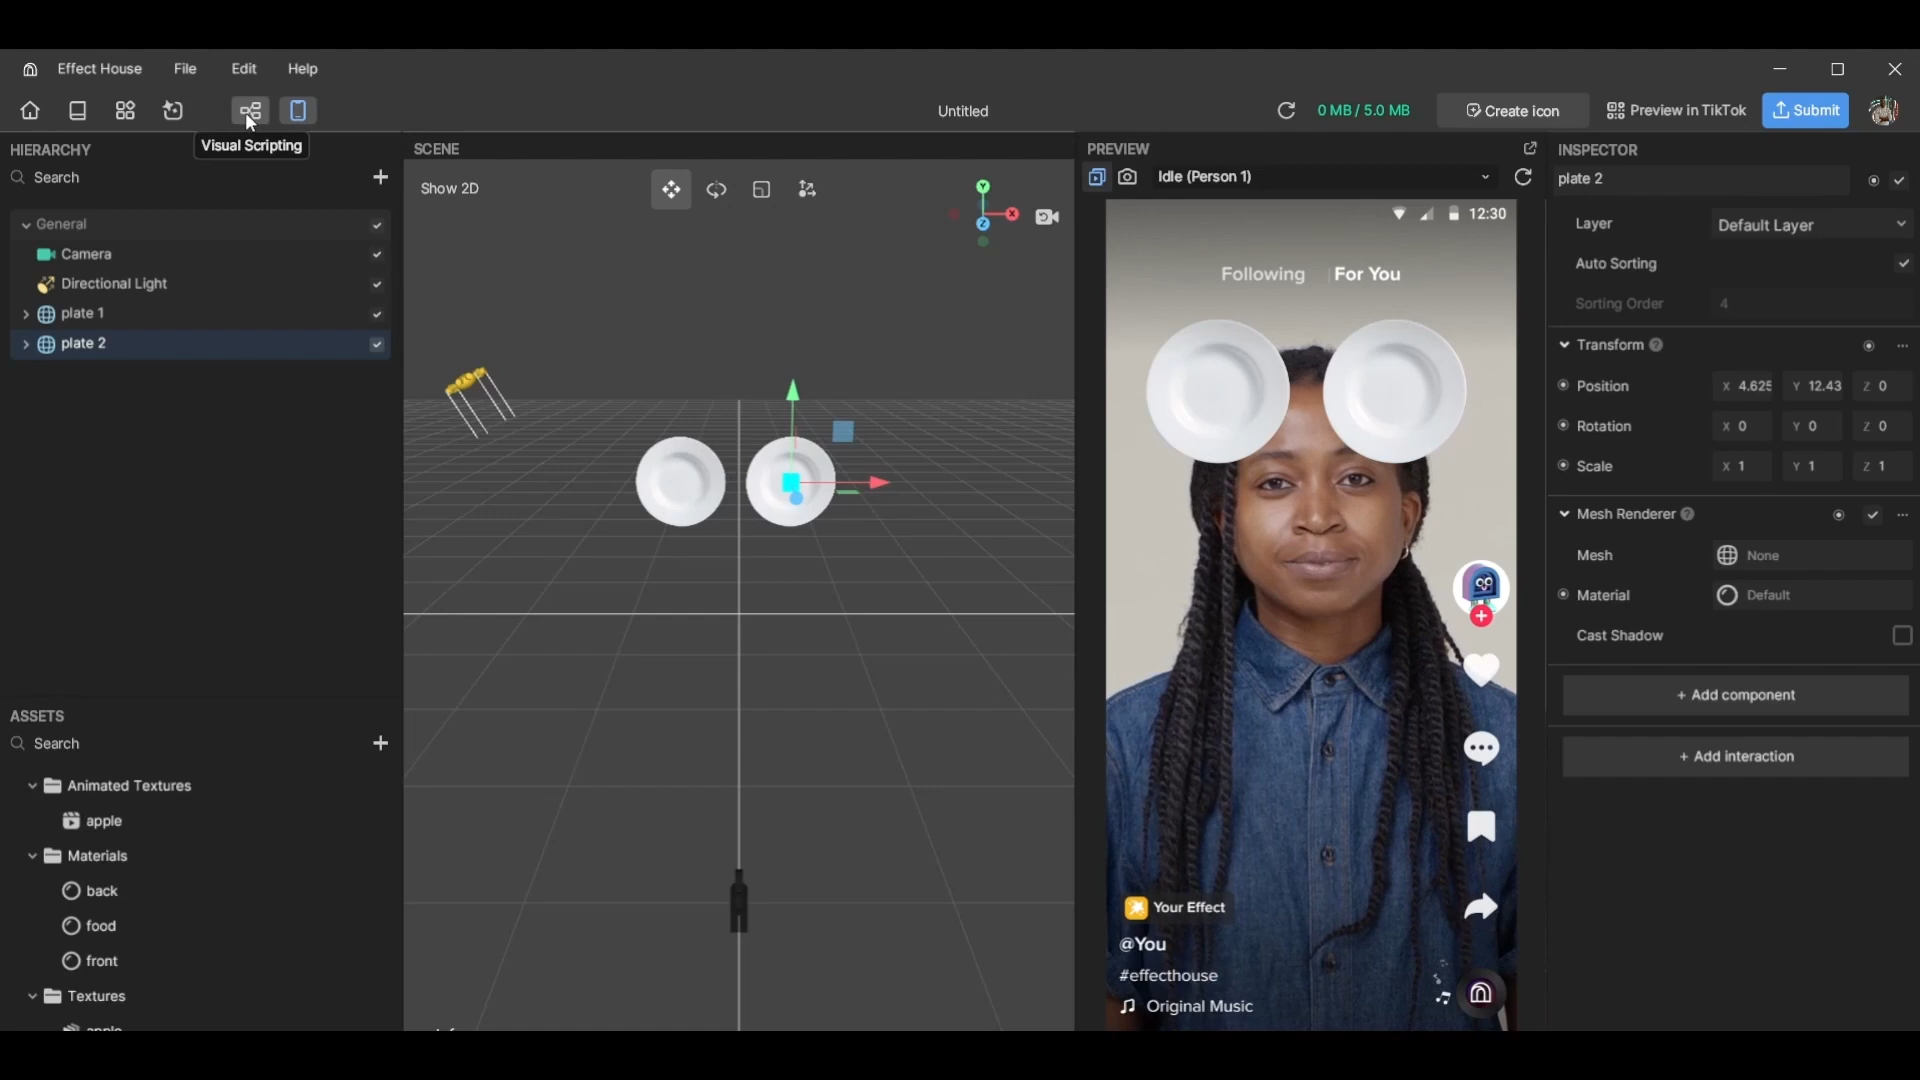 Effect House File Edit Help
Untitled
0 MB / 5.0 MB
Create icon
Preview in TikTok
Submit
Visual Scripting
HIERARCHY
Search
General
Camera
Directional Light
plate 1
plate 2
ASSETS
Search
Animated Textures
apple
Materials
back
food
front
Textures
SCENE
Show 2D
Y
X
Z
PREVIEW
Idle (Person 1)
12:30
Following For You
Your Effect
@You
#effecthouse
Original Music
INSPECTOR
plate 2
Layer Default Layer
Auto Sorting
Sorting Order 4
Transform ?
Position X 4.625 Y 12.43 Z 0
Rotation X 0 Y 0 Z 0
Scale X 1 Y 1 Z 1
Mesh Renderer ?
Mesh None
Material Default
Cast Shadow
+ Add component
+ Add interaction